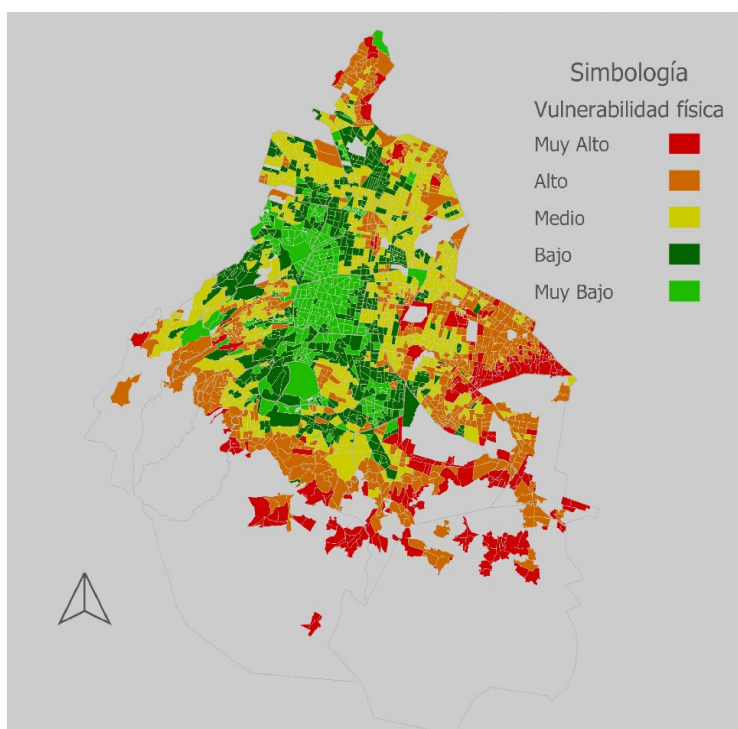 Simbología
Vulnerabilidad física
Muy Alto
Alto
Medio
Bajo
Muy Bajo